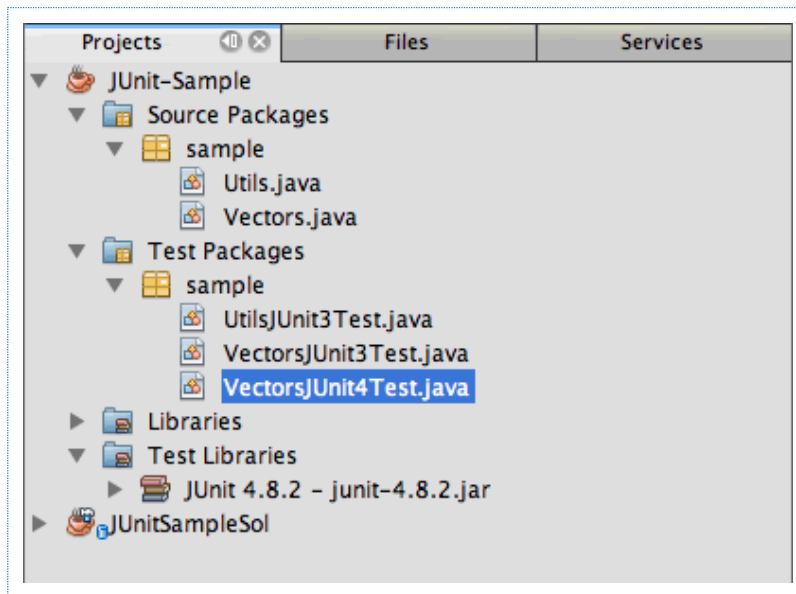 Projects Files Services
JUnit-Sample
Source Packages
sample
Utils.java
Vectors.java
Test Packages
sample
UtilsJUnit3Test.java
VectorsJUnit3Test.java
VectorsJUnit4Test.java
Libraries
Test Libraries
JUnit 4.8.2 - junit-4.8.2.jar
JUnitSampleSol